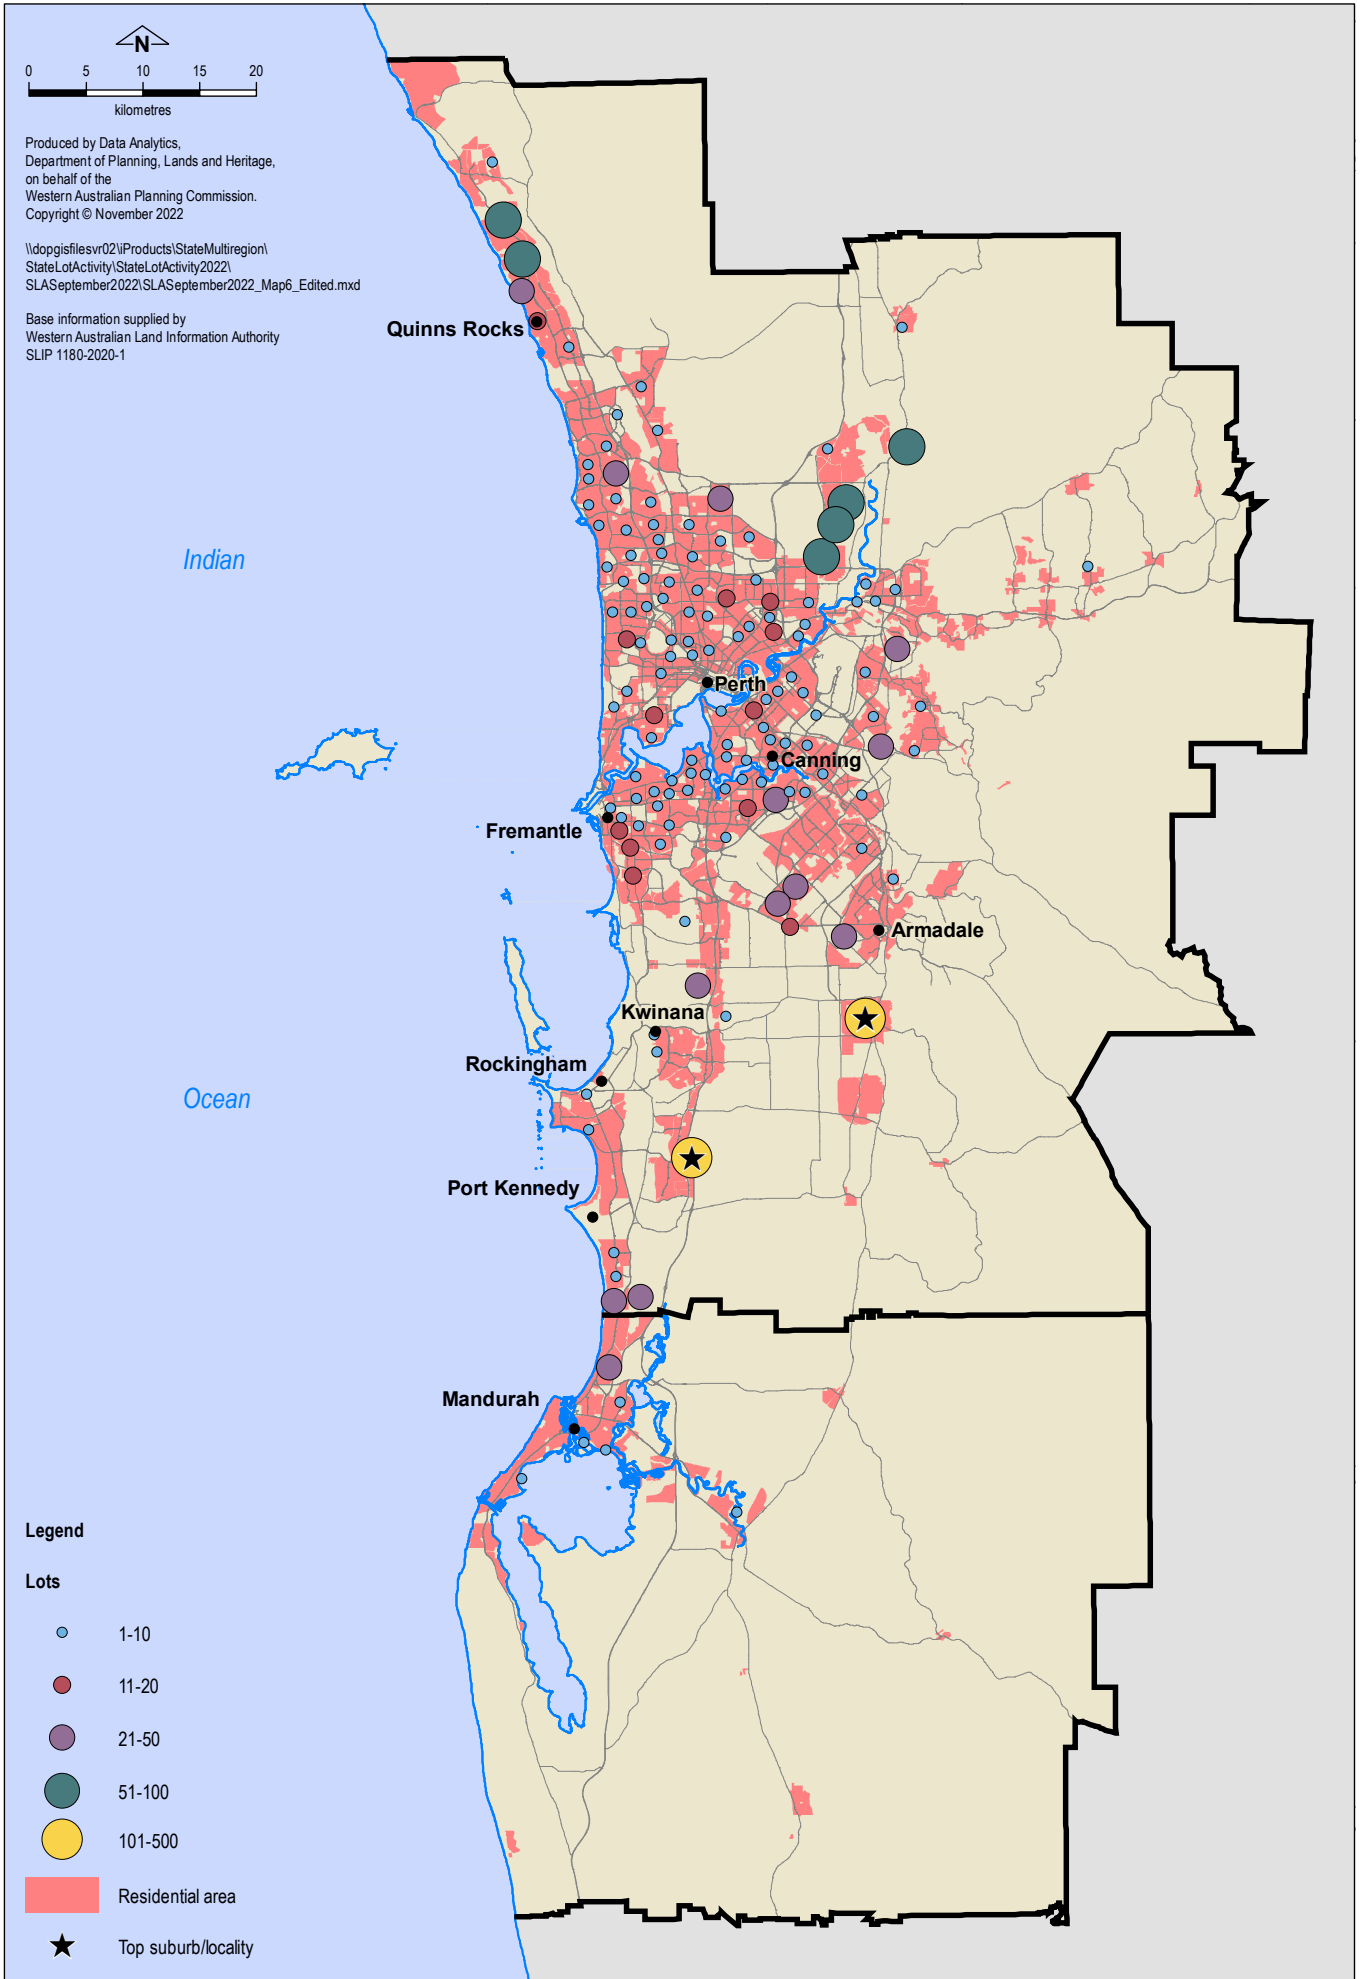 N
0 5 10 15 20
kilometres
Produced by Data Analytics,
Department of Planning, Lands and Heritage,
on behalf of the
Western Australian Planning Commission.
Copyright © November 2022
\\dopgisfilesvr02\iProducts\StateMultiregion\
StateLotActivity\StateLotActivity2022\
SLASeptember2022\SLASeptember2022_Map6_Edited.mxd
Base information supplied by
Western Australian Land Information Authority
SLIP 1180-2020-1
Quinns Rocks
Indian
Perth
Canning
Fremantle
Armadale
Kwinana
Rockingham
Ocean
Port Kennedy
Mandurah
Legend
Lots
1-10
11-20
21-50
51-100
101-500
Residential area
Top suburb/locality